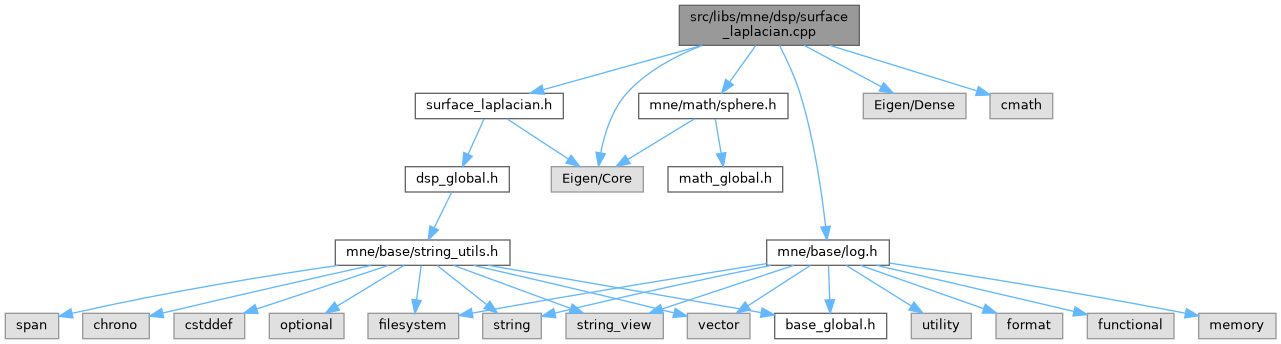 src/libs/mne/dsp/surface
_laplacian.cpp
surface_laplacian.h
mne/math/sphere.h
Eigen/Dense
cmath
dsp_global.h
Eigen/Core
math_global.h
mne/base/string_utils.h
mne/base/log.h
span
chrono
cstddef
optional
filesystem
string
string_view
vector
base_global.h
utility
format
functional
memory